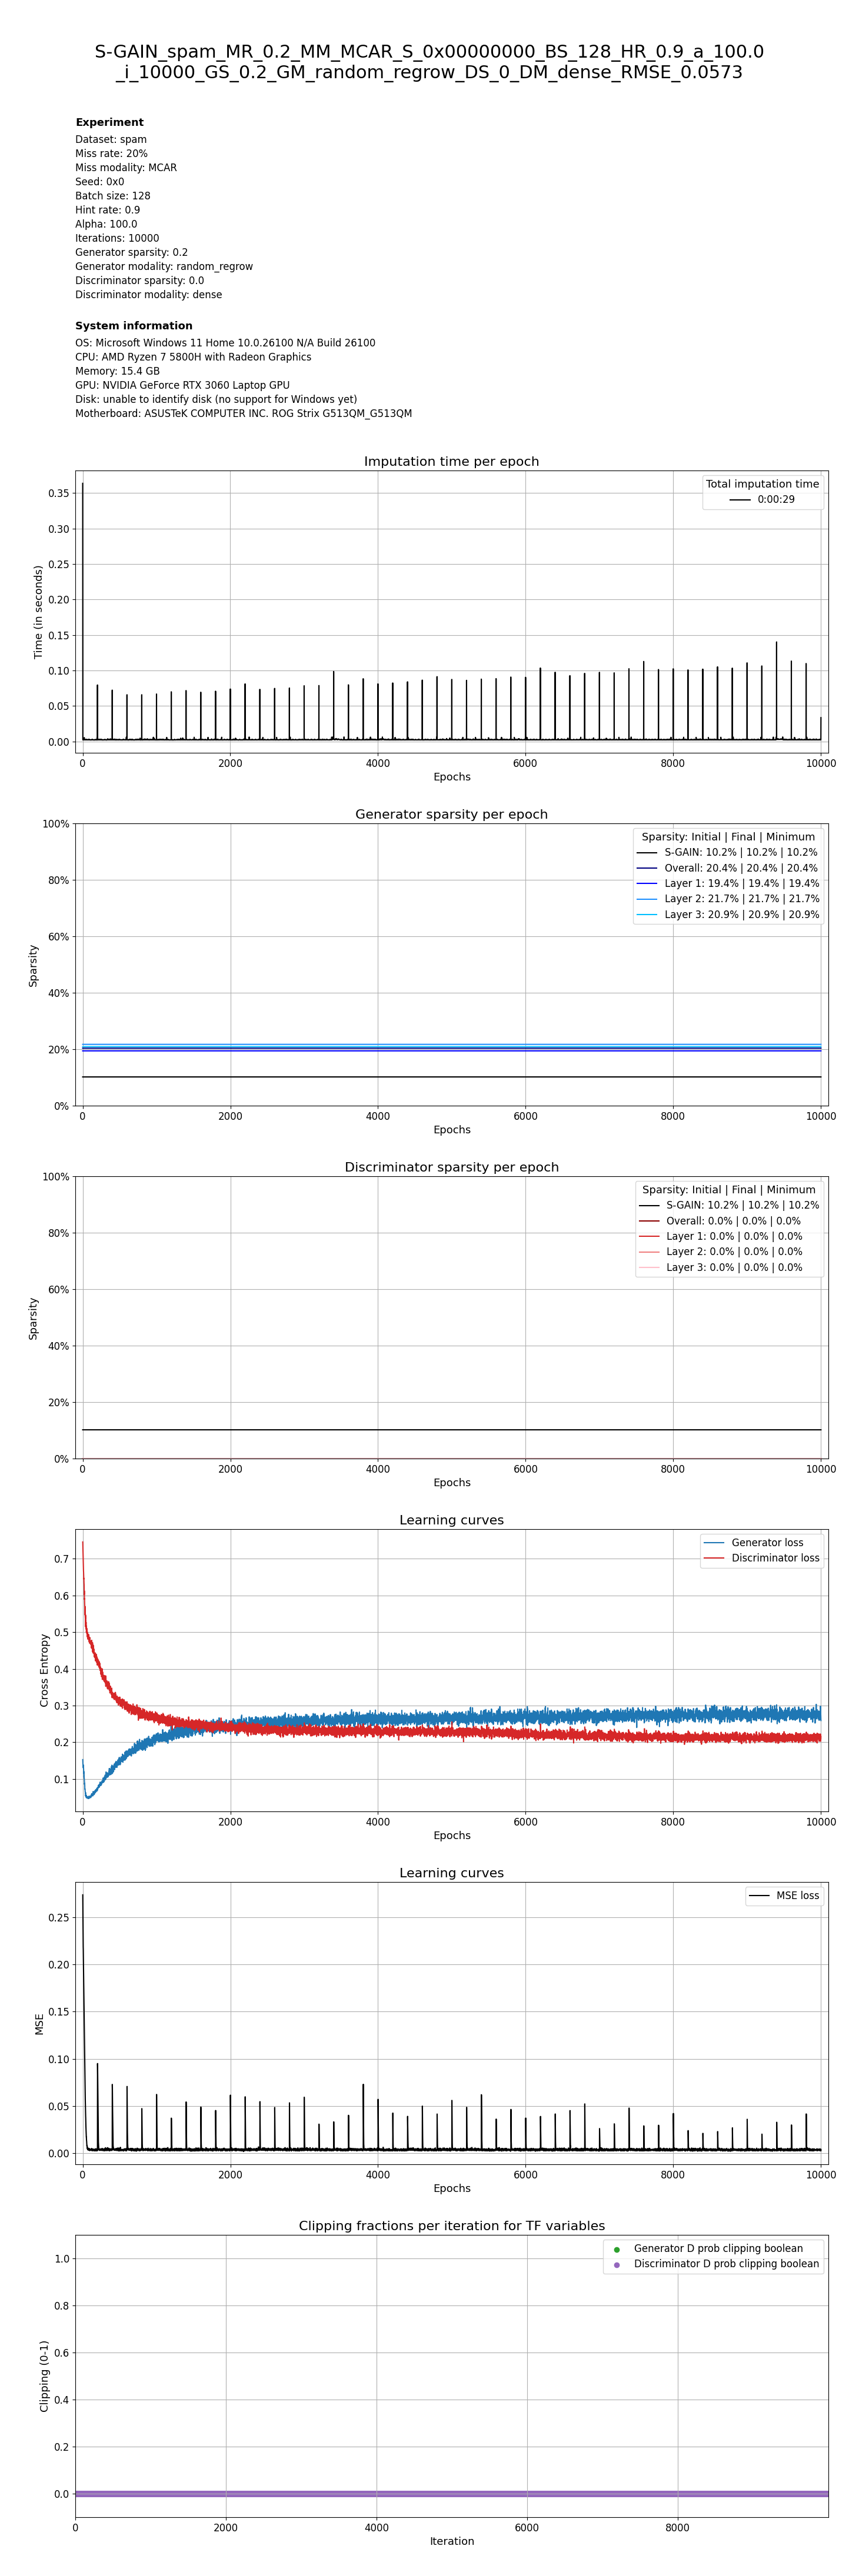 S-GAIN_spam_MR_0.2_MM_MCAR_S_0x00000000_BS_128_HR_0.9_a_100.0
_i_10000_GS_0.2_GM_random_regrow_DS_0_DM_dense_RMSE_0.0573
Experiment
Dataset: spam
Miss rate: 20%
Miss modality: MCAR
Seed: 0x0
Batch size: 128
Hint rate: 0.9
Alpha: 100.0
Iterations: 10000
Generator sparsity: 0.2
Generator modality: random_regrow
Discriminator sparsity: 0.0
Discriminator modality: dense
System information
OS: Microsoft Windows 11 Home 10.0.26100 N/A Build 26100
CPU: AMD Ryzen 7 5800H with Radeon Graphics
Memory: 15.4 GB
GPU: NVIDIA GeForce RTX 3060 Laptop GPU
Disk: unable to identify disk (no support for Windows yet)
Motherboard: ASUSTeK COMPUTER INC. ROG Strix G513QM_G513QM
Imputation time per epoch
Total imputation time
0:00:29
Time (in seconds)
0.35
0.30
0.25
0.20
0.15
0.10
0.05
0.00
0 2000 4000 6000 8000 10000
Epochs
Generator sparsity per epoch
Sparsity: Initial | Final | Minimum
S-GAIN: 10.2% | 10.2% | 10.2%
Overall: 20.4% | 20.4% | 20.4%
Layer 1: 19.4% | 19.4% | 19.4%
Layer 2: 21.7% | 21.7% | 21.7%
Layer 3: 20.9% | 20.9% | 20.9%
Sparsity
100%
80%
60%
40%
20%
0%
0 2000 4000 6000 8000 10000
Epochs
Discriminator sparsity per epoch
Sparsity: Initial | Final | Minimum
S-GAIN: 10.2% | 10.2% | 10.2%
Overall: 0.0% | 0.0% | 0.0%
Layer 1: 0.0% | 0.0% | 0.0%
Layer 2: 0.0% | 0.0% | 0.0%
Layer 3: 0.0% | 0.0% | 0.0%
Sparsity
100%
80%
60%
40%
20%
0%
0 2000 4000 6000 8000 10000
Epochs
Learning curves
Generator loss
Discriminator loss
Cross Entropy
0.7
0.6
0.5
0.4
0.3
0.2
0.1
0 2000 4000 6000 8000 10000
Epochs
Learning curves
MSE loss
MSE
0.25
0.20
0.15
0.10
0.05
0.00
0 2000 4000 6000 8000 10000
Epochs
Clipping fractions per iteration for TF variables
Generator D prob clipping boolean
Discriminator D prob clipping boolean
Clipping (0-1)
1.0
0.8
0.6
0.4
0.2
0.0
0 2000 4000 6000 8000
Iteration